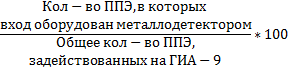 Кол − во ППЭ, в которых
вход оборудован металлодетектором
Общее кол − во ППЭ,
задействованных на ГИА − 9
* 100